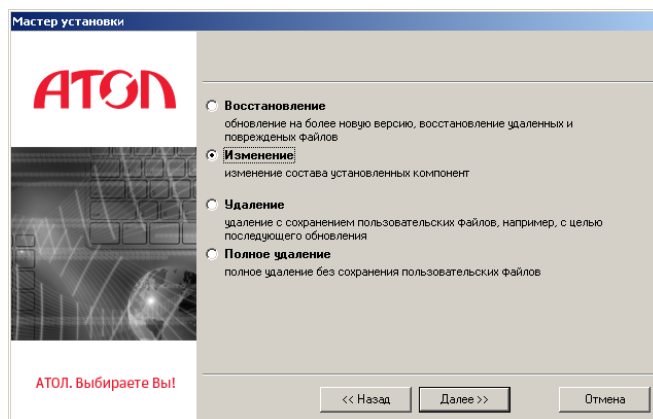 Мастер установки
АТОЛ
Восстановление
обновление на более новую версию, восстановление удаленных и
поврежденых файлов
Изменение
изменение состава установленных компонент
Удаление
удаление с сохранением пользовательских файлов, например, с целью
последующего обновления
Полное удаление
полное удаление без сохранения пользовательских файлов
АТОЛ. Выбираете Вы!
<< Назад
Далее >>
Отмена